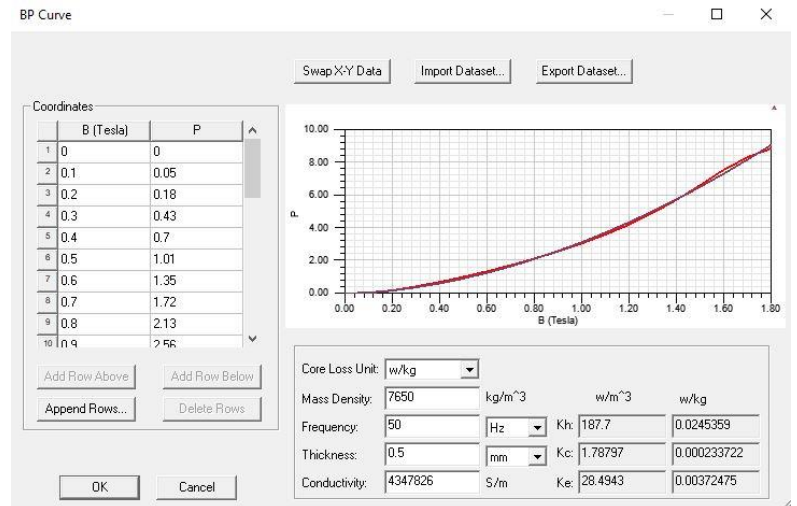 BP Curve
Swap X-Y Data Import Dataset... Export Dataset...
Coordinates
B (Tesla) P
1 0 0
2 0.1 0.05
3 0.2 0.18
4 0.3 0.43
5 0.4 0.7
6 0.5 1.01
7 0.6 1.35
8 0.7 1.72
9 0.8 2.13
10 0.9 2.56
Add Row Above Add Row Below
Append Rows... Delete Rows
OK Cancel
10.00
8.00
6.00
4.00
2.00
0.00
P
0.00 0.20 0.40 0.60 0.80 1.00 1.20 1.40 1.60 1.80
B (Tesla)
Core Loss Unit: w/kg
Mass Density: 7650 kg/m^3 w/m^3 w/kg
Frequency: 50 Hz Kh: 187.7 0.0245359
Thickness: 0.5 mm Kc: 1.78797 0.000233722
Conductivity: 4347826 S/m Ke: 28.4943 0.00372475